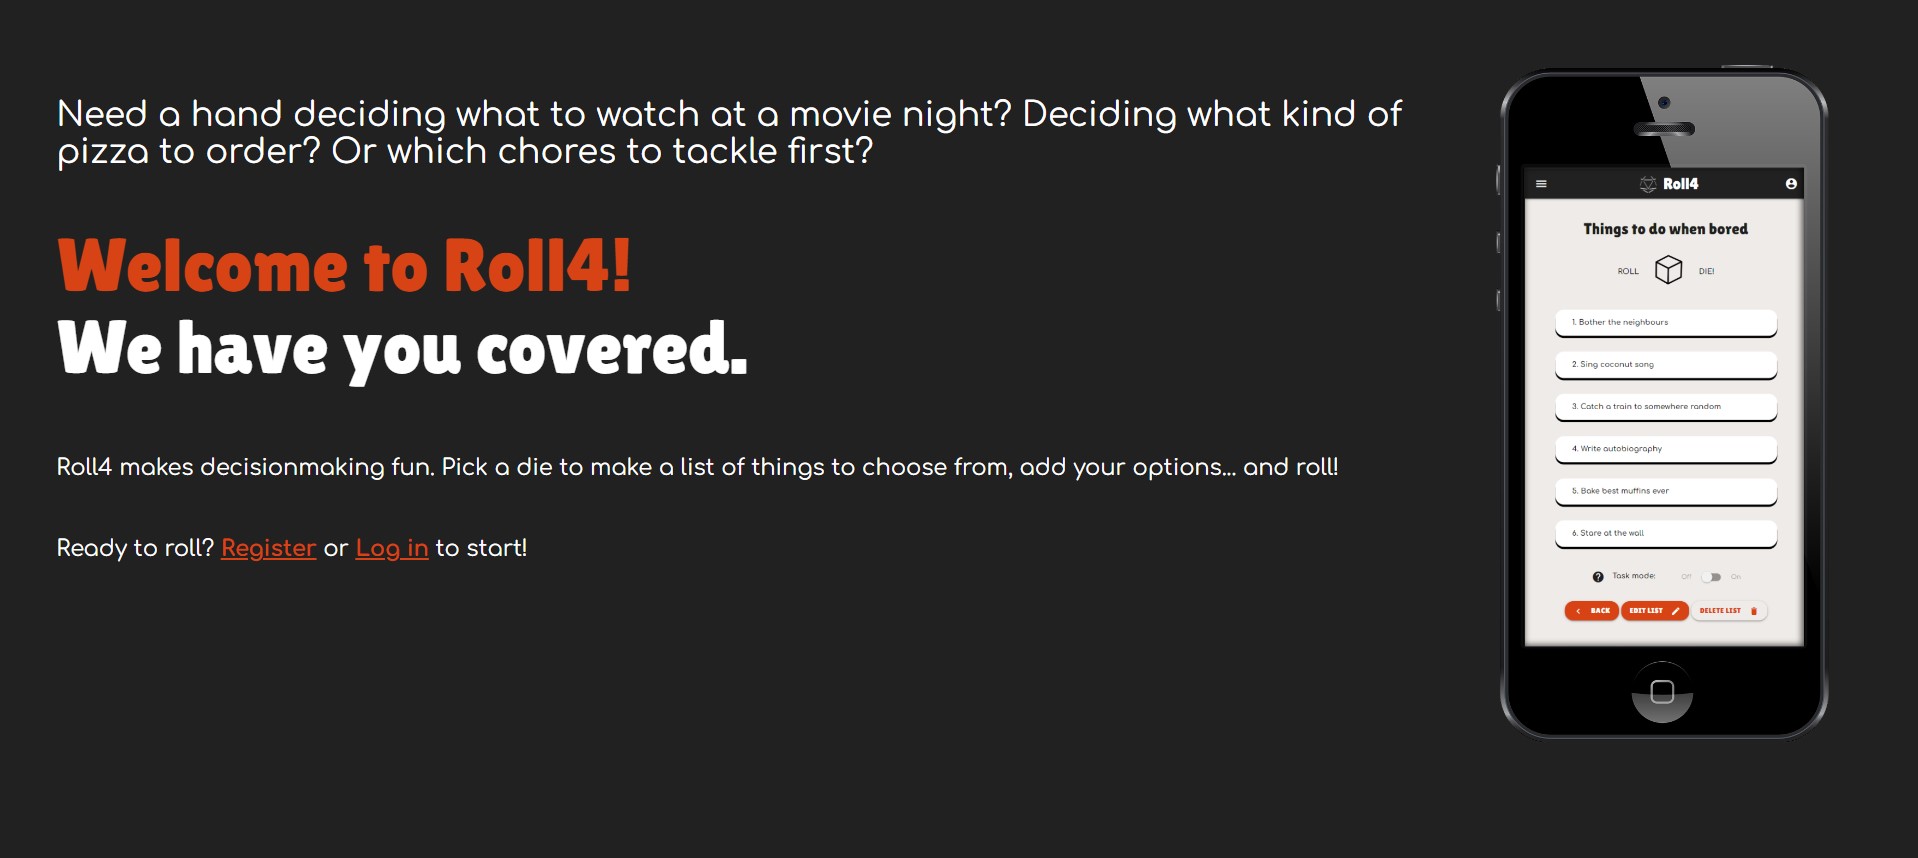 Need a hand deciding what to watch at a movie night? Deciding what kind of
pizza to order? Or which chores to tackle first?
Welcome to Roll4!
We have you covered.
Roll4 makes decisionmaking fun. Pick a die to make a list of things to choose from, add your options... and roll!
Ready to roll? Register or Log in to start!
Roll4
Things to do when bored
ROLL DIE!
1. Bother the neighbours
2. Sing coconut song
3. Catch a train to somewhere random
4. Write autobiography
5. Bake best muffins ever
6. Stare at the wall
? Task mode: Off On
BACK EDIT LIST DELETE LIST